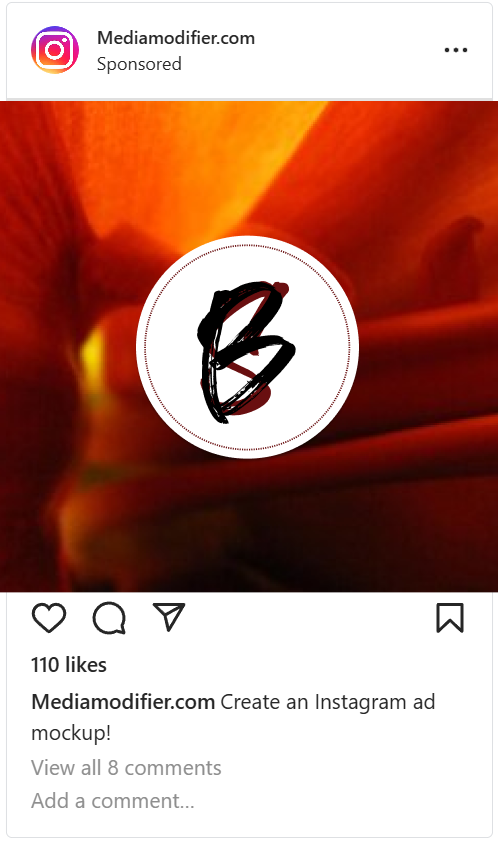 Mediamodifier.com
Sponsored
B
110 likes
Mediamodifier.com Create an Instagram ad
mockup!
View all 8 comments
Add a comment...